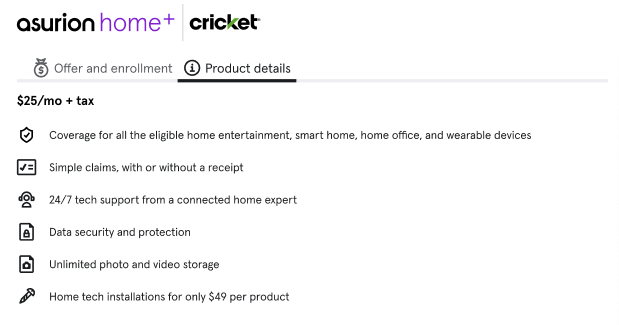 asurion home+ cricket
Offer and enrollment Product details
$25/mo + tax
Coverage for all the eligible home entertainment, smart home, home office, and wearable devices
Simple claims, with or without a receipt
24/7 tech support from a connected home expert
Data security and protection
Unlimited photo and video storage
Home tech installations for only $49 per product